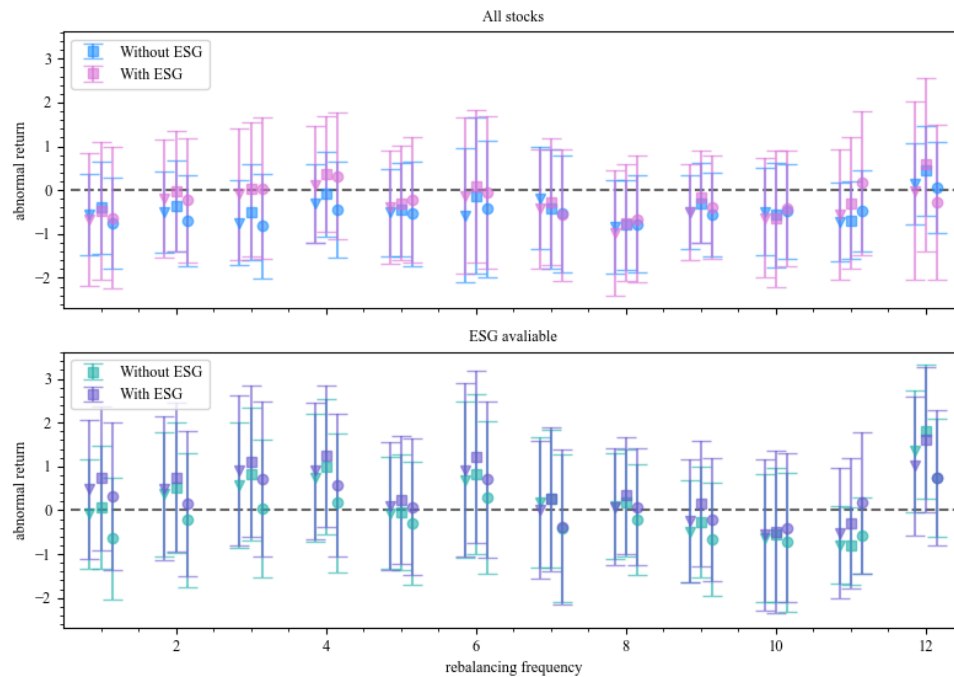 All stocks
3
2
1
0
−1
−2
abnormal return
Without ESG
With ESG
ESG avaliable
3
2
1
0
−1
−2
abnormal return
Without ESG
With ESG
2
4
6
8
10
12
rebalancing frequency